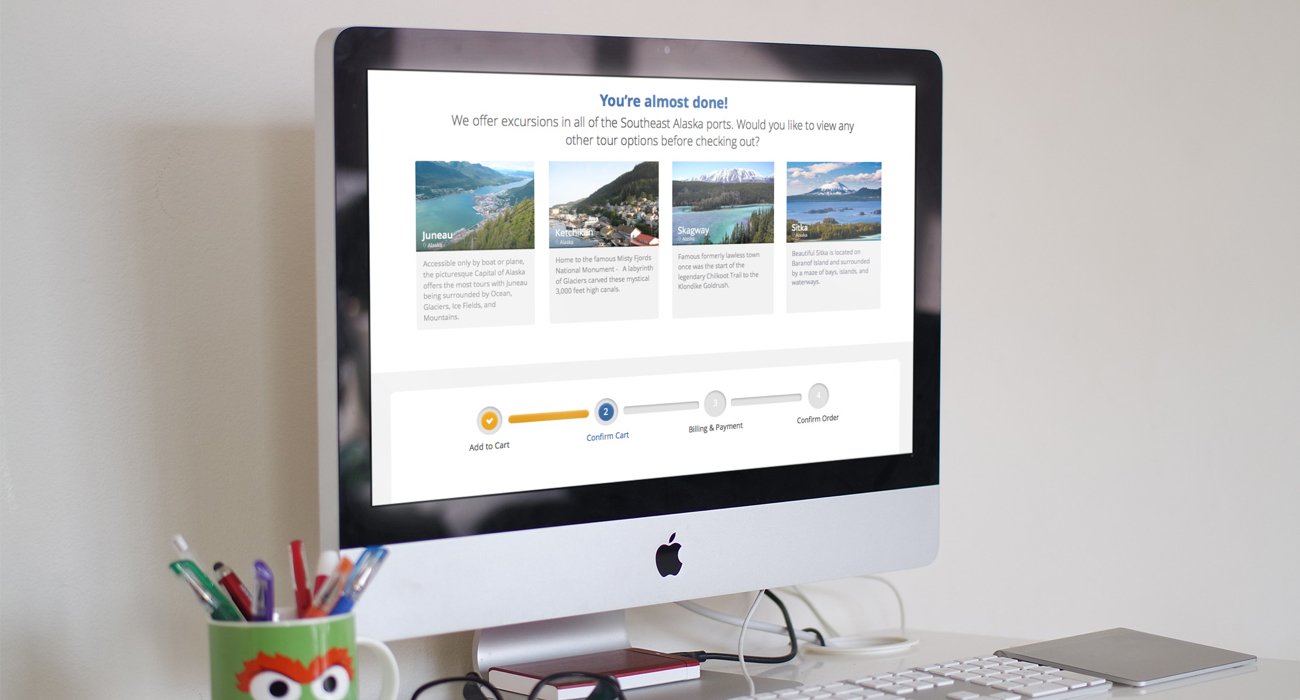 You're almost done!
We offer excursions in all of the Southeast Alaska ports. Would you like to view any
other tour options before checking out?
Juneau
Alaska
Accessible only by boat or plane,
the picturesque Capital of Alaska
offers the most tours with Juneau
being surrounded by Ocean,
Glaciers, Ice Fields, and
Mountains.
Ketchikan
Alaska
Home to the famous Misty Fjords
National Monument - A labyrinth
of Glaciers carved these mystical
3,000 feet high canals.
Skagway
Alaska
Famous formerly lawless town
once was the start of the
legendary Chilkoot Trail to the
Klondike Goldrush.
Sitka
Alaska
Beautiful Sitka is located on
Baranof Island and surrounded
by a maze of bays, islands, and
waterways.
2
3
4
Add to Cart
Confirm Cart
Billing & Payment
Confirm Order